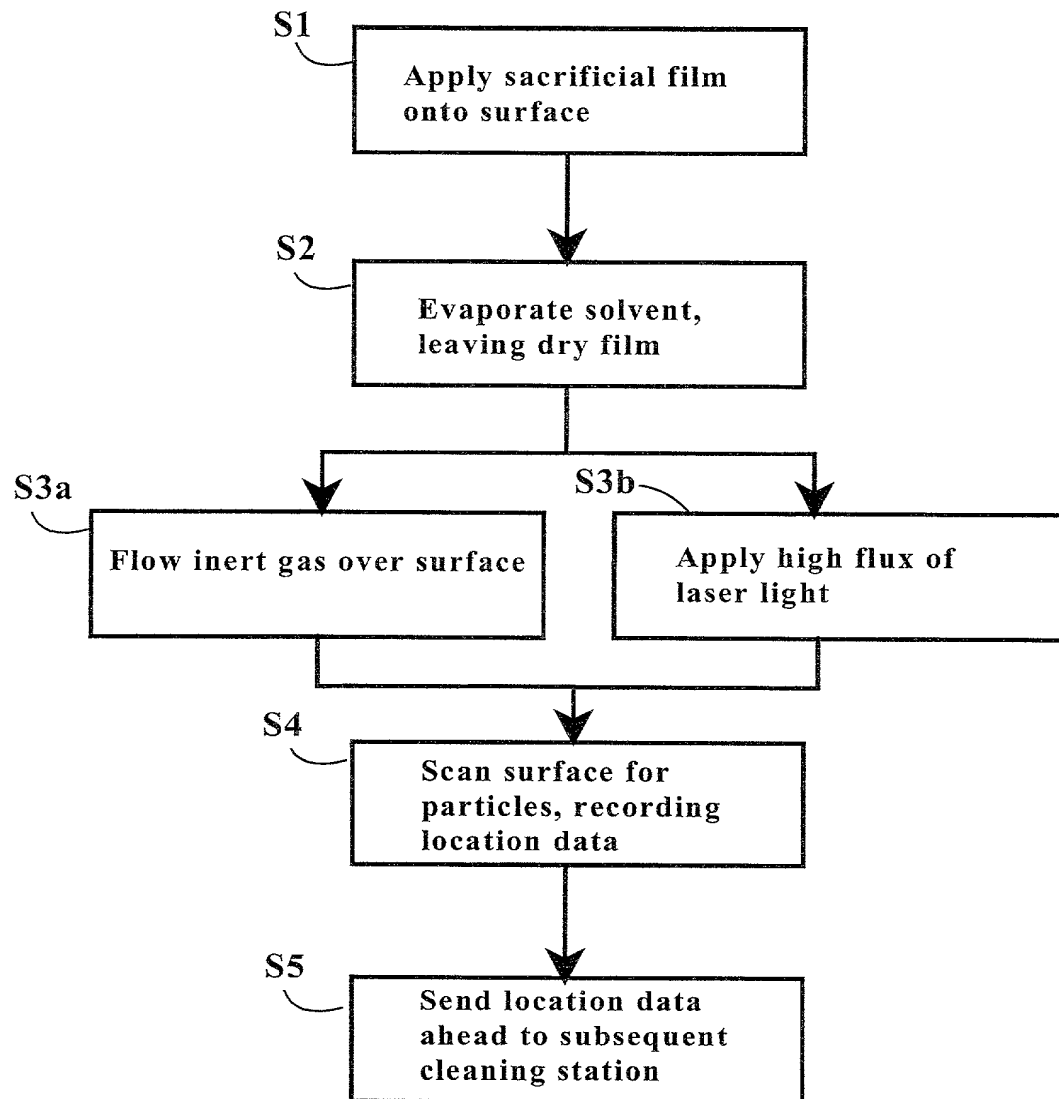 S1
Apply sacrificial film
onto surface
S2
Evaporate solvent,
leaving dry film
S3a
Flow inert gas over surface
S3b
Apply high flux of
laser light
S4
Scan surface for
particles, recording
location data
S5
Send location data
ahead to subsequent
cleaning station